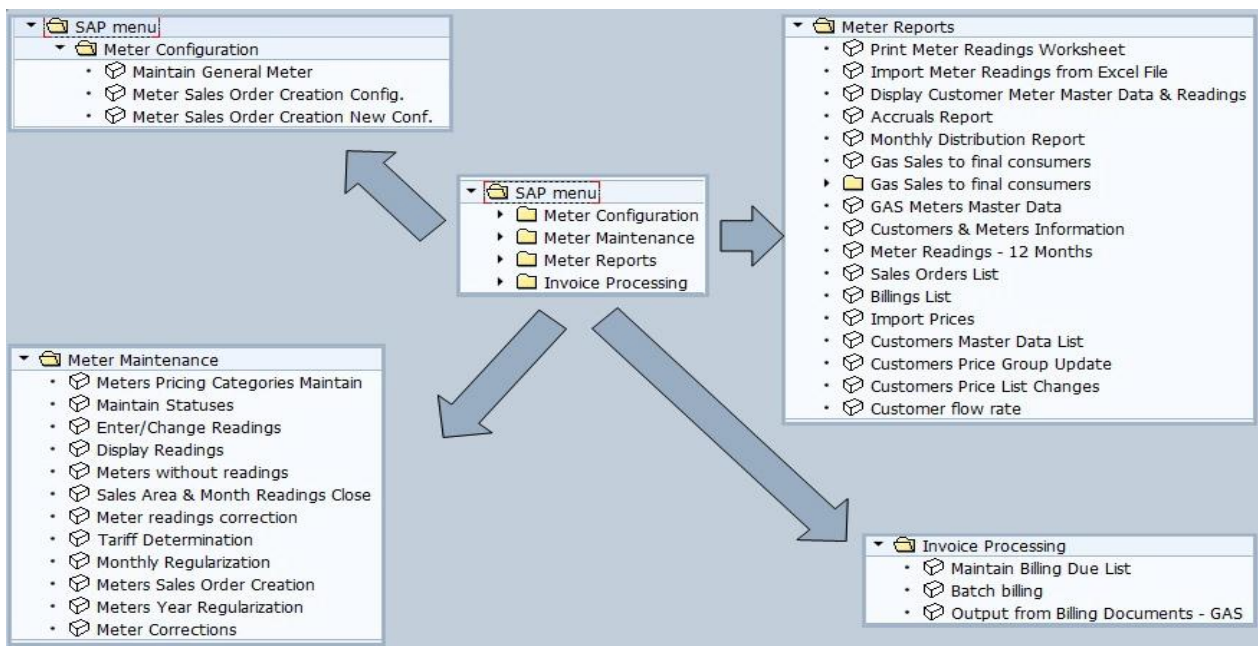 SAP menu
Meter Configuration
Maintain General Meter
Meter Sales Order Creation Config.
Meter Sales Order Creation New Conf.
Meter Reports
Print Meter Readings Worksheet
Import Meter Readings from Excel File
Display Customer Meter Master Data & Readings
Accruals Report
Monthly Distribution Report
Gas Sales to final consumers
Gas Sales to final consumers
GAS Meters Master Data
Customers & Meters Information
Meter Readings - 12 Months
Sales Orders List
Billings List
Import Prices
Customers Master Data List
Customers Price Group Update
Customers Price List Changes
Customer flow rate
SAP menu
Meter Configuration
Meter Maintenance
Meter Reports
Invoice Processing
Meter Maintenance
Meters Pricing Categories Maintain
Maintain Statuses
Enter/Change Readings
Display Readings
Meters without readings
Sales Area & Month Readings Close
Meter readings correction
Tariff Determination
Monthly Regularization
Meters Sales Order Creation
Meters Year Regularization
Meter Corrections
Invoice Processing
Maintain Billing Due List
Batch billing
Output from Billing Documents - GAS